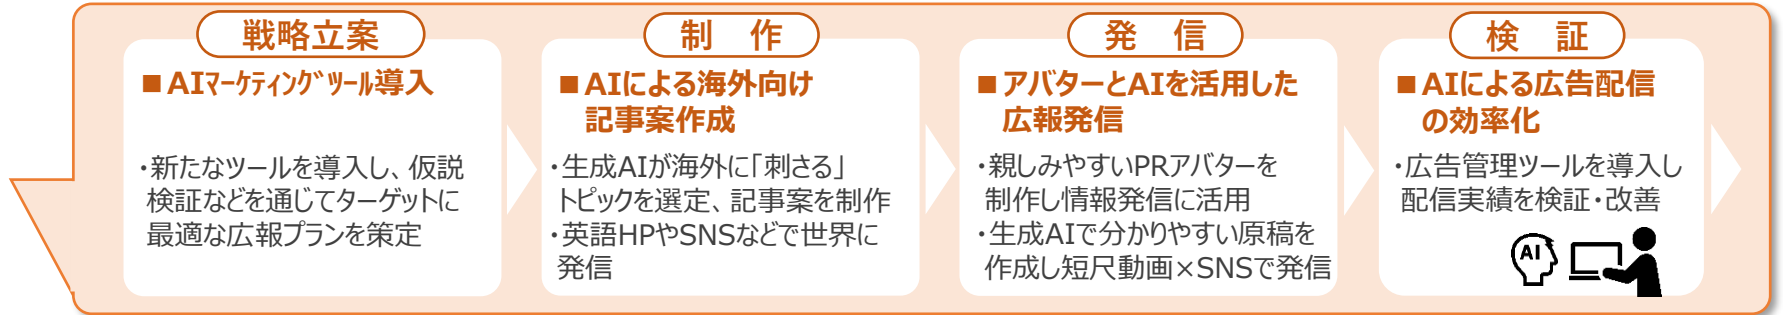 戦略立案
■AIﾏｰｹﾃｨﾝｸﾞﾂｰﾙ導入
・新たなツールを導入し、仮説
検証などを通じてターゲットに
最適な広報プランを策定
制　作
■AIによる海外向け
記事案作成
・生成AIが海外に「刺さる」
トピックを選定、記事案を制作
・英語HPやSNSなどで世界に
発信
発　信
■アバターとAIを活用した
広報発信
・親しみやすいPRアバターを
制作し情報発信に活用
・生成AIで分かりやすい原稿を
作成し短尺動画×SNSで発信
検　証
■AIによる広告配信
の効率化
・広告管理ツールを導入し
配信実績を検証・改善
AI